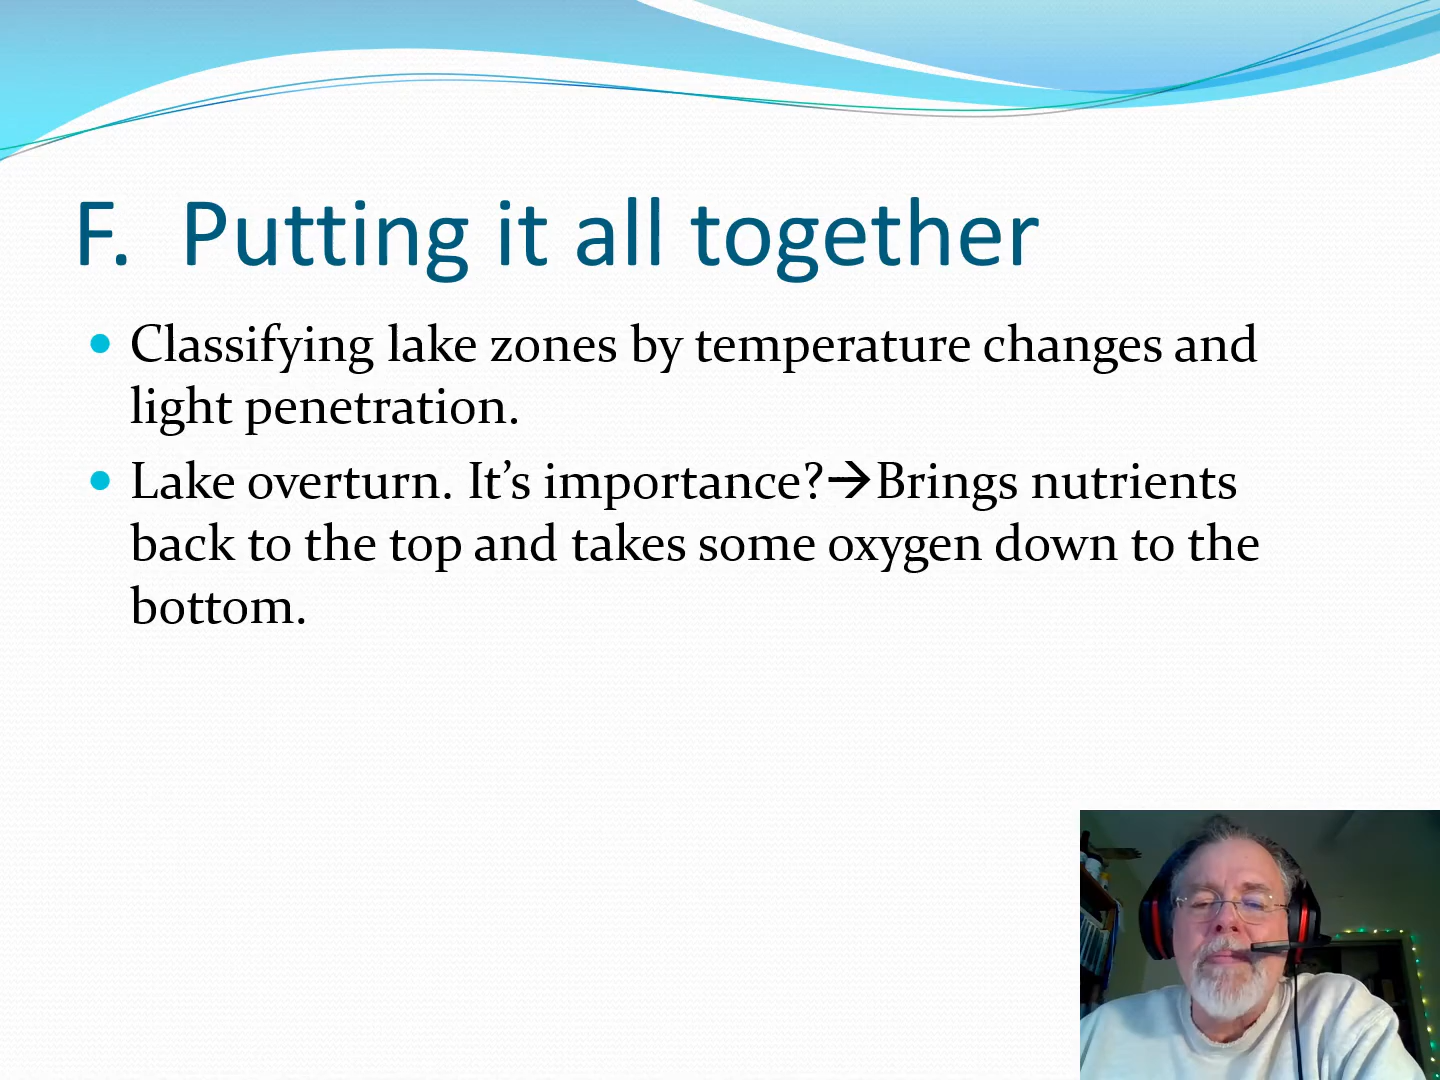 F.  Putting it all together
• Classifying lake zones by temperature changes and
light penetration.
• Lake overturn.  It’s importance?→Brings nutrients
back to the top and takes some oxygen down to the
bottom.